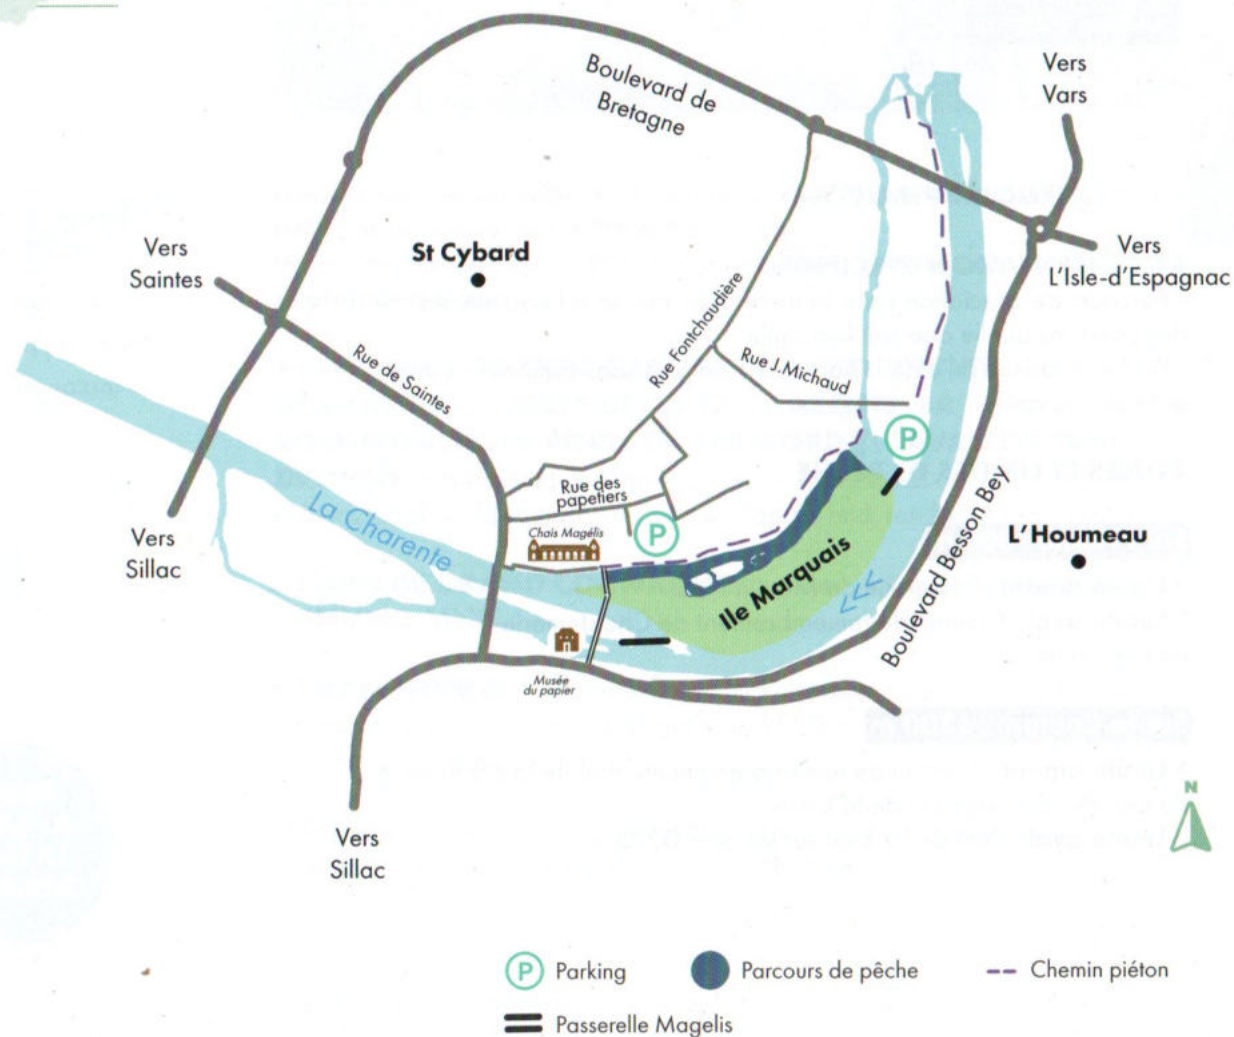 Boulevard de
Bretagne
Vers
Vars
Vers
Saintes
St Cybard
Vers
L'Isle-d'Espagnac
Rue Fontchaudière
Rue J.Michaud
Rue de Saintes
P
Rue des
papetiers
La Charente
Chais Magélis
P
Vers
Sillac
L'Houmeau
Ile Marquais
Boulevard Besson Bey
Musée
du papier
Vers
Sillac
N
P Parking
Parcours de pêche
Chemin piéton
Passerelle Magelis